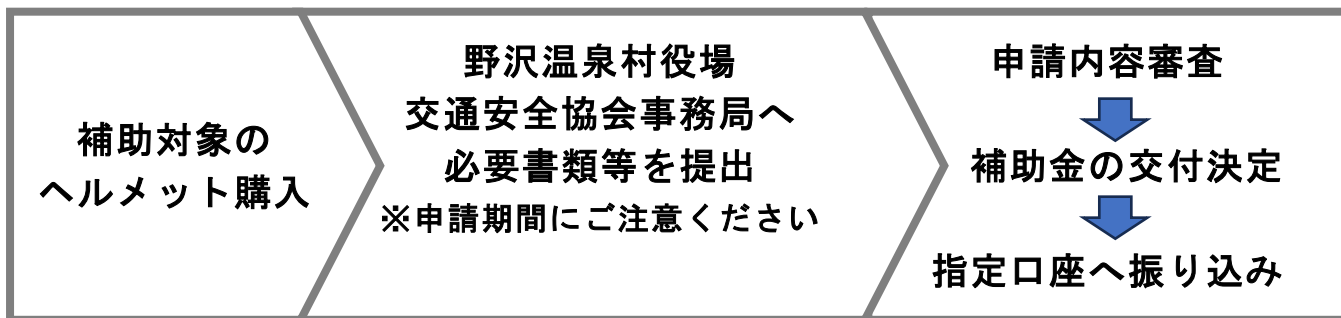 補助対象の
ヘルメット購入
野沢温泉村役場
交通安全協会事務局へ
必要書類等を提出
※申請期間にご注意ください
申請内容審査
補助金の交付決定
指定口座へ振り込み